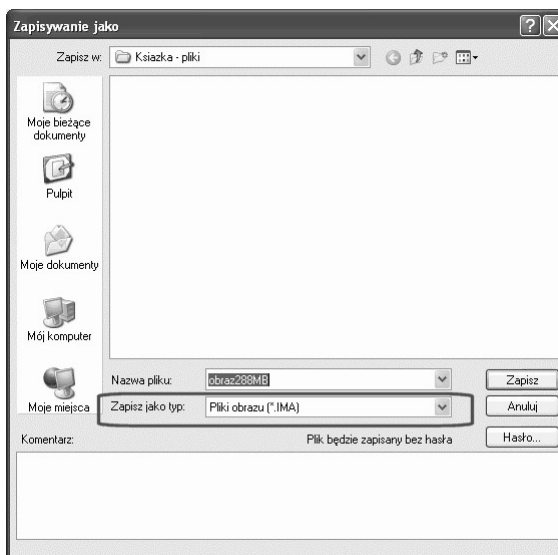 Zapisywanie jako
Zapisz w: Ksiazka - pliki
Moje bieżące
dokumenty
Pulpit
Moje dokumenty
Mój komputer
Moje miejsca
Nazwa pliku: obraz288MB Zapisz
Zapisz jako typ: Pliki obrazu (*.IMA) Anuluj
Komentarz: Plik będzie zapisany bez hasła Hasło...